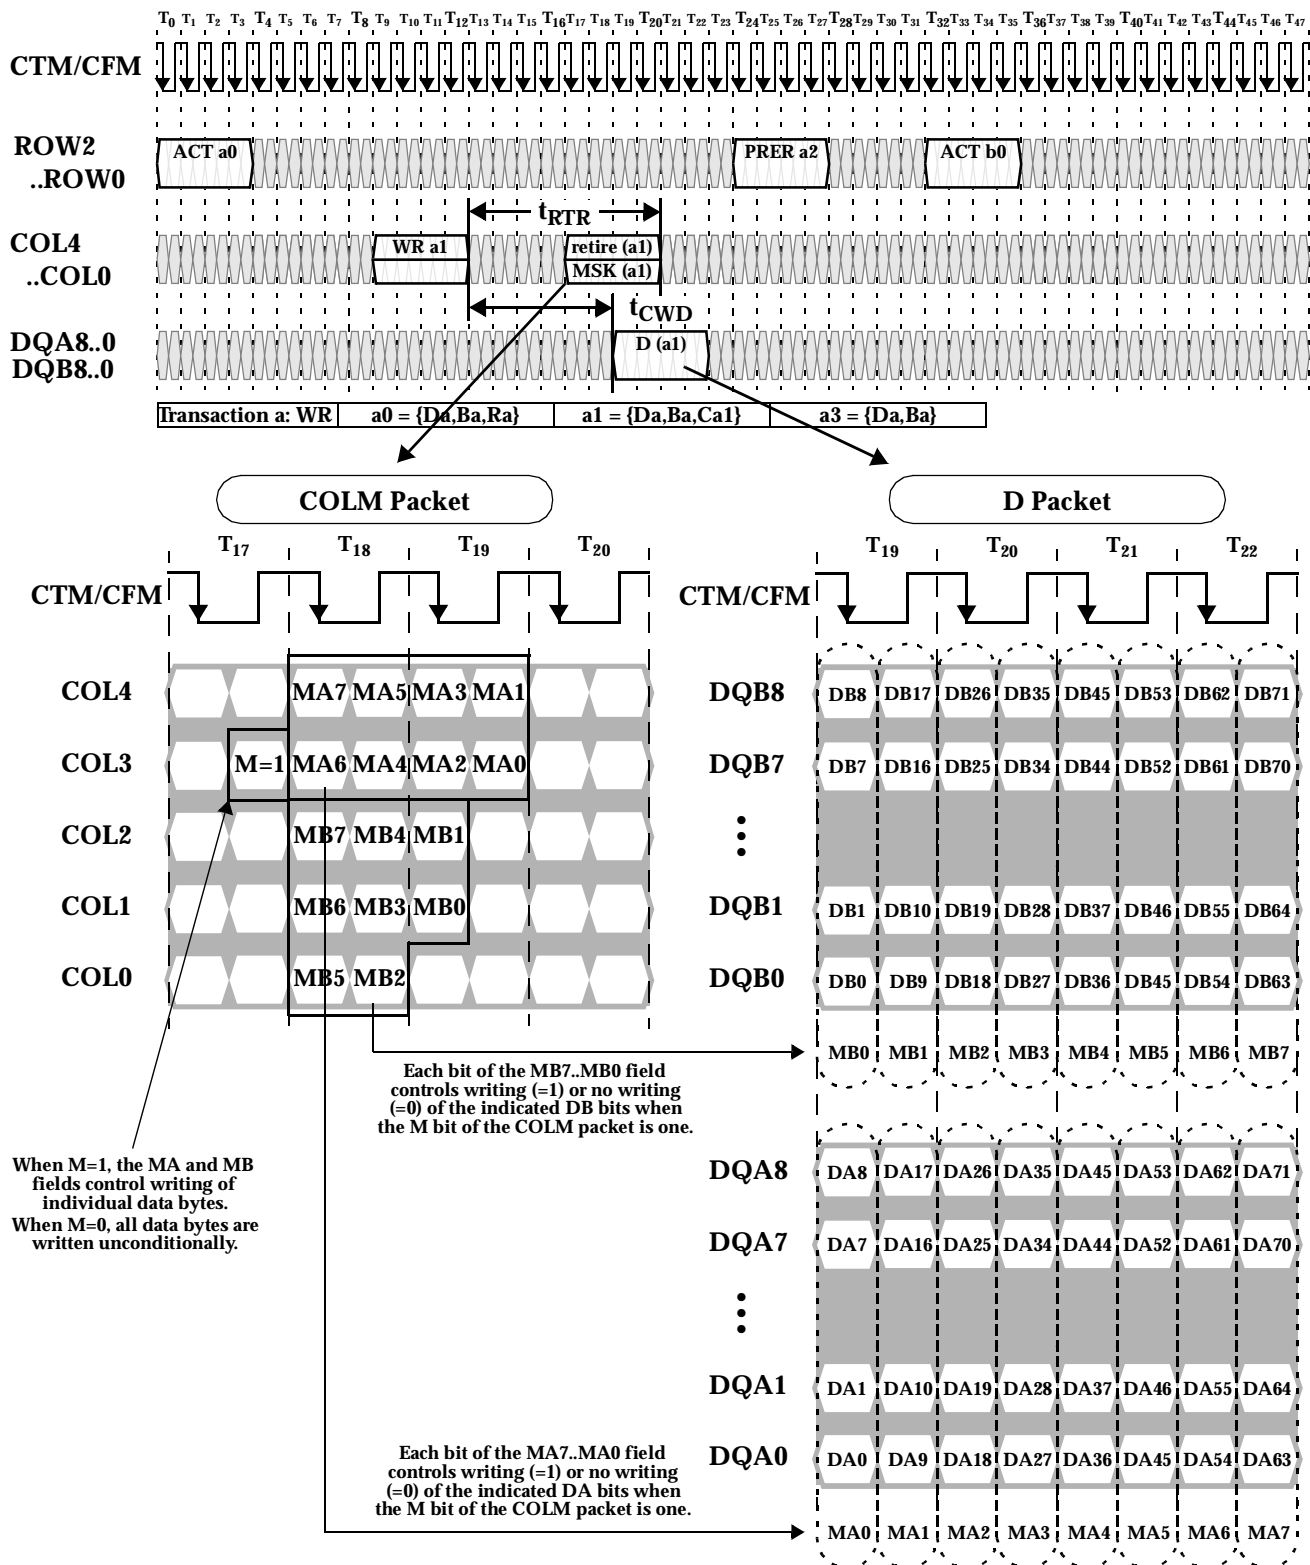 T0 T1 T2 T3 T4 T5 T6 T7 T8 T9 T10 T11 T12 T13 T14 T15 T16 T17 T18 T19 T20 T21 T22 T23 T24 T25 T26 T27 T28 T29 T30 T31 T32 T33 T34 T35 T36 T37 T38 T39 T40 T41 T42 T43 T44 T45 T46 T47
CTM/CFM
ROW2
..ROW0
ACT a0 PRER a2 ACT b0
tRTR
COL4
..COL0
WR a1 retire (a1)
MSK (a1)
tCWD
DQA8..0
DQB8..0
D (a1)
Transaction a: WR a0 = {Da,Ba,Ra} a1 = {Da,Ba,Ca1} a3 = {Da,Ba}
COLM Packet
T17 T18 T19 T20
CTM/CFM
COL4 MA7 MA5 MA3 MA1
COL3 M=1 MA6 MA4 MA2 MA0
COL2 MB7 MB4 MB1
COL1 MB6 MB3 MB0
COL0 MB5 MB2
Each bit of the MB7..MB0 field
controls writing (=1) or no writing
(=0) of the indicated DB bits when
the M bit of the COLM packet is one.
When M=1, the MA and MB
fields control writing of
individual data bytes.
When M=0, all data bytes are
written unconditionally.
Each bit of the MA7..MA0 field
controls writing (=1) or no writing
(=0) of the indicated DA bits when
the M bit of the COLM packet is one.
D Packet
T19 T20 T21 T22
CTM/CFM
DQB8 DB8 DB17 DB26 DB35 DB45 DB53 DB62 DB71
DQB7 DB7 DB16 DB25 DB34 DB44 DB52 DB61 DB70
DQB1 DB1 DB10 DB19 DB28 DB37 DB46 DB55 DB64
DQB0 DB0 DB9 DB18 DB27 DB36 DB45 DB54 DB63
MB0 MB1 MB2 MB3 MB4 MB5 MB6 MB7
DQA8 DA8 DA17 DA26 DA35 DA45 DA53 DA62 DA71
DQA7 DA7 DA16 DA25 DA34 DA44 DA52 DA61 DA70
DQA1 DA1 DA10 DA19 DA28 DA37 DA46 DA55 DA64
DQA0 DA0 DA9 DA18 DA27 DA36 DA45 DA54 DA63
MA0 MA1 MA2 MA3 MA4 MA5 MA6 MA7